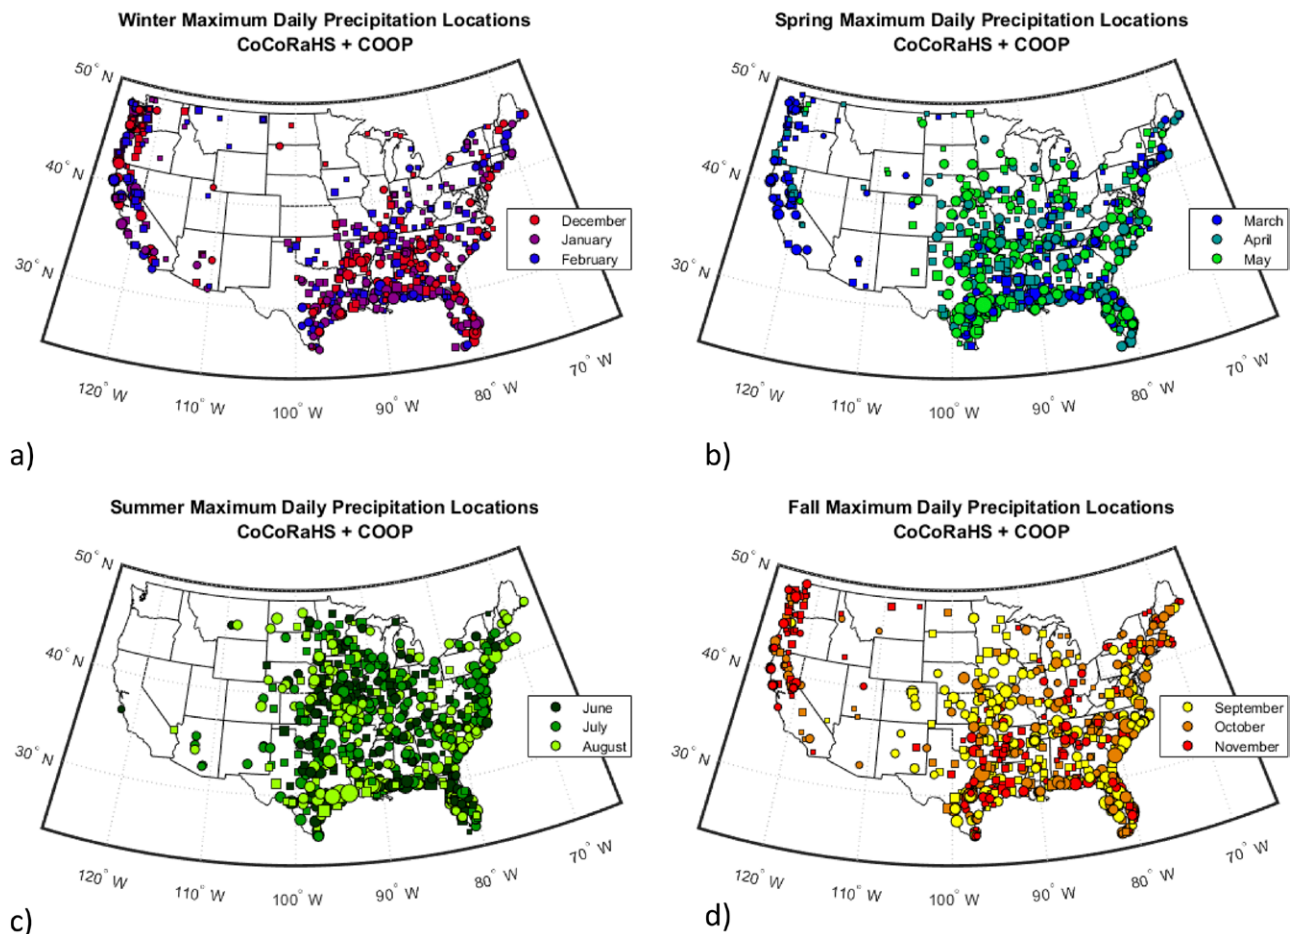 Winter Maximum Daily Precipitation Locations
CoCoRaHS + COOP
50° N
40° N
30° N
120° W
110° W
100° W
90° W
80° W
70° W
December
January
February
a)
Spring Maximum Daily Precipitation Locations
CoCoRaHS + COOP
50° N
40° N
30° N
120° W
110° W
100° W
90° W
80° W
70° W
March
April
May
b)
Summer Maximum Daily Precipitation Locations
CoCoRaHS + COOP
50° N
40° N
30° N
120° W
110° W
100° W
90° W
80° W
70° W
June
July
August
c)
Fall Maximum Daily Precipitation Locations
CoCoRaHS + COOP
50° N
40° N
30° N
120° W
110° W
100° W
90° W
80° W
70° W
September
October
November
d)